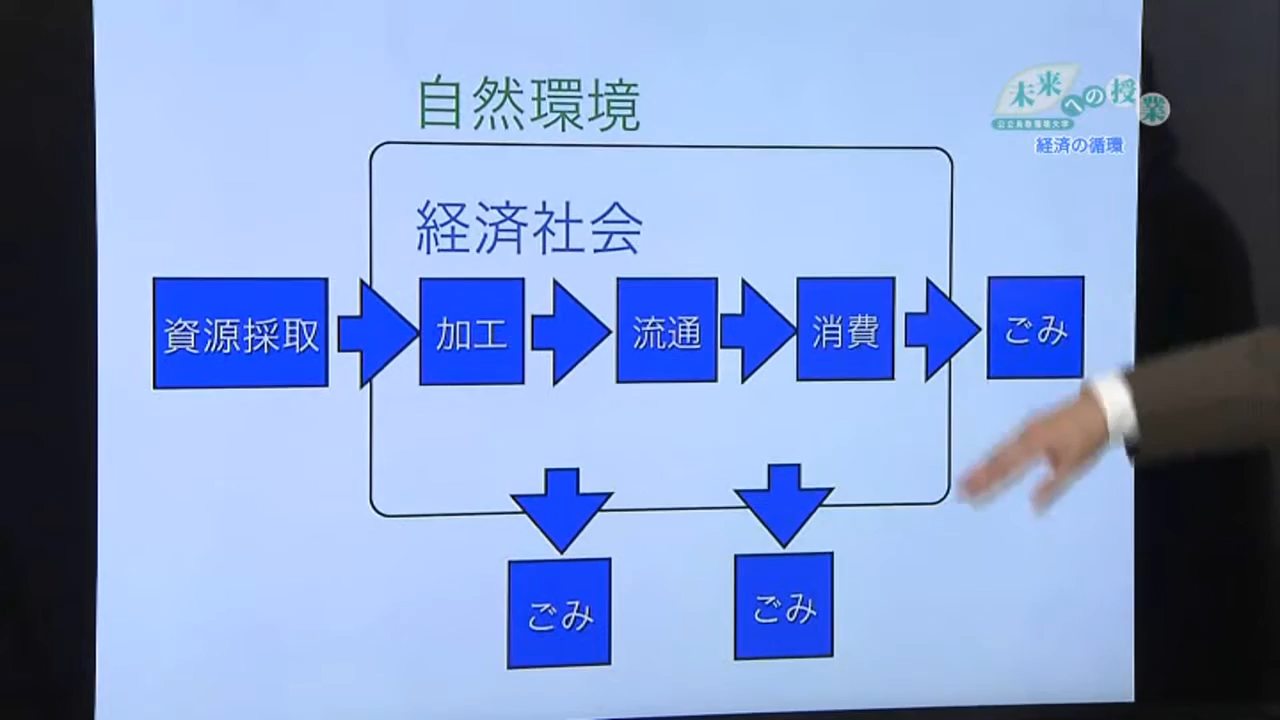 自然環境
未来への授業
経済の循環
経済社会
資源採取
加工
流通
消費
ごみ
ごみ
ごみ